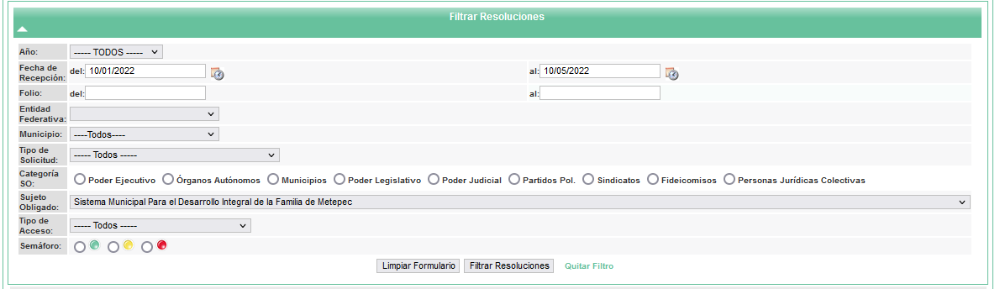 Filtrar Resoluciones
Año: ----- TODOS -----
Fecha de Recepción: del: 10/01/2022 al: 10/05/2022
Folio: del: al:
Entidad Federativa:
Municipio: ----Todos----
Tipo de Solicitud: ----- Todos -----
Categoría SO: Poder Ejecutivo Órganos Autónomos Municipios Poder Legislativo Poder Judicial Partidos Pol. Sindicatos Fideicomisos Personas Jurídicas Colectivas
Sujeto Obligado: Sistema Municipal Para el Desarrollo Integral de la Familia de Metepec
Tipo de Acceso: ----- Todos -----
Semáforo:
Limpiar Formulario Filtrar Resoluciones Quitar Filtro